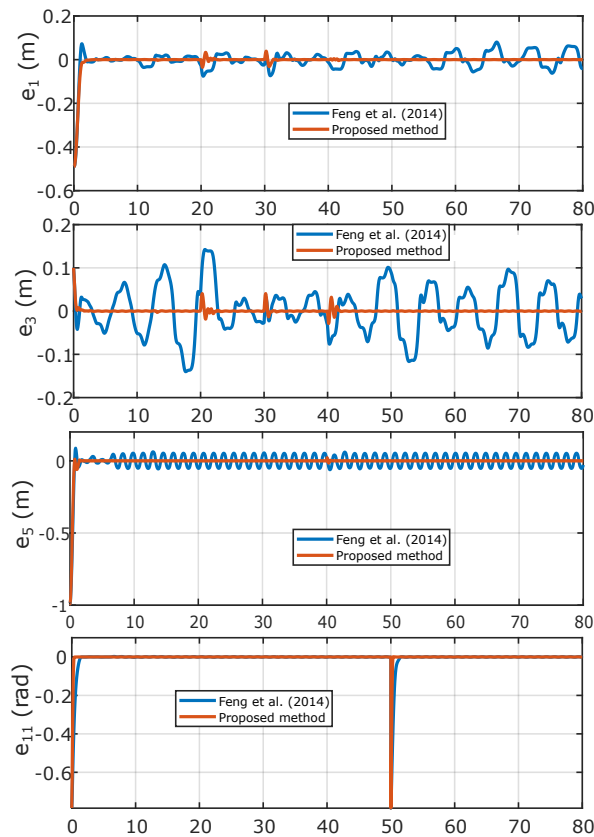 0.2
0
-0.2
-0.4
-0.6
e1 (m)
Feng et al. (2014)
Proposed method
0 10 20 30 40 50 60 70 80
0.2
0.1
0
-0.1
-0.2
e3 (m)
Feng et al. (2014)
Proposed method
0 10 20 30 40 50 60 70 80
0
-0.5
-1
e5 (m)
Feng et al. (2014)
Proposed method
0 10 20 30 40 50 60 70 80
0
-0.2
-0.4
-0.6
e11 (rad)
Feng et al. (2014)
Proposed method
0 10 20 30 40 50 60 70 80